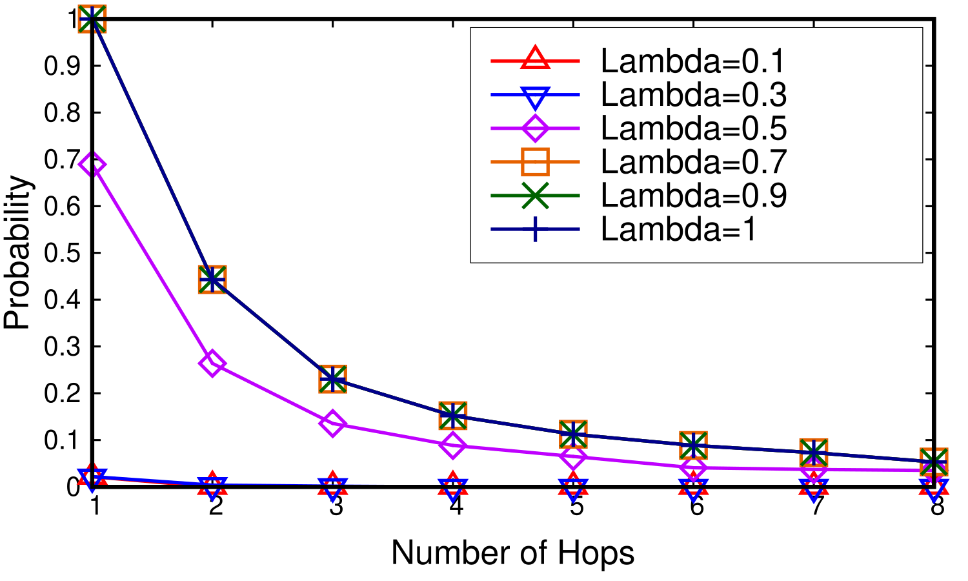 1
0.9
0.8
0.7
0.6
0.5
0.4
0.3
0.2
0.1
0
Probability
Lambda=0.1
Lambda=0.3
Lambda=0.5
Lambda=0.7
Lambda=0.9
Lambda=1
1 2 3 4 5 6 7 8
Number of Hops